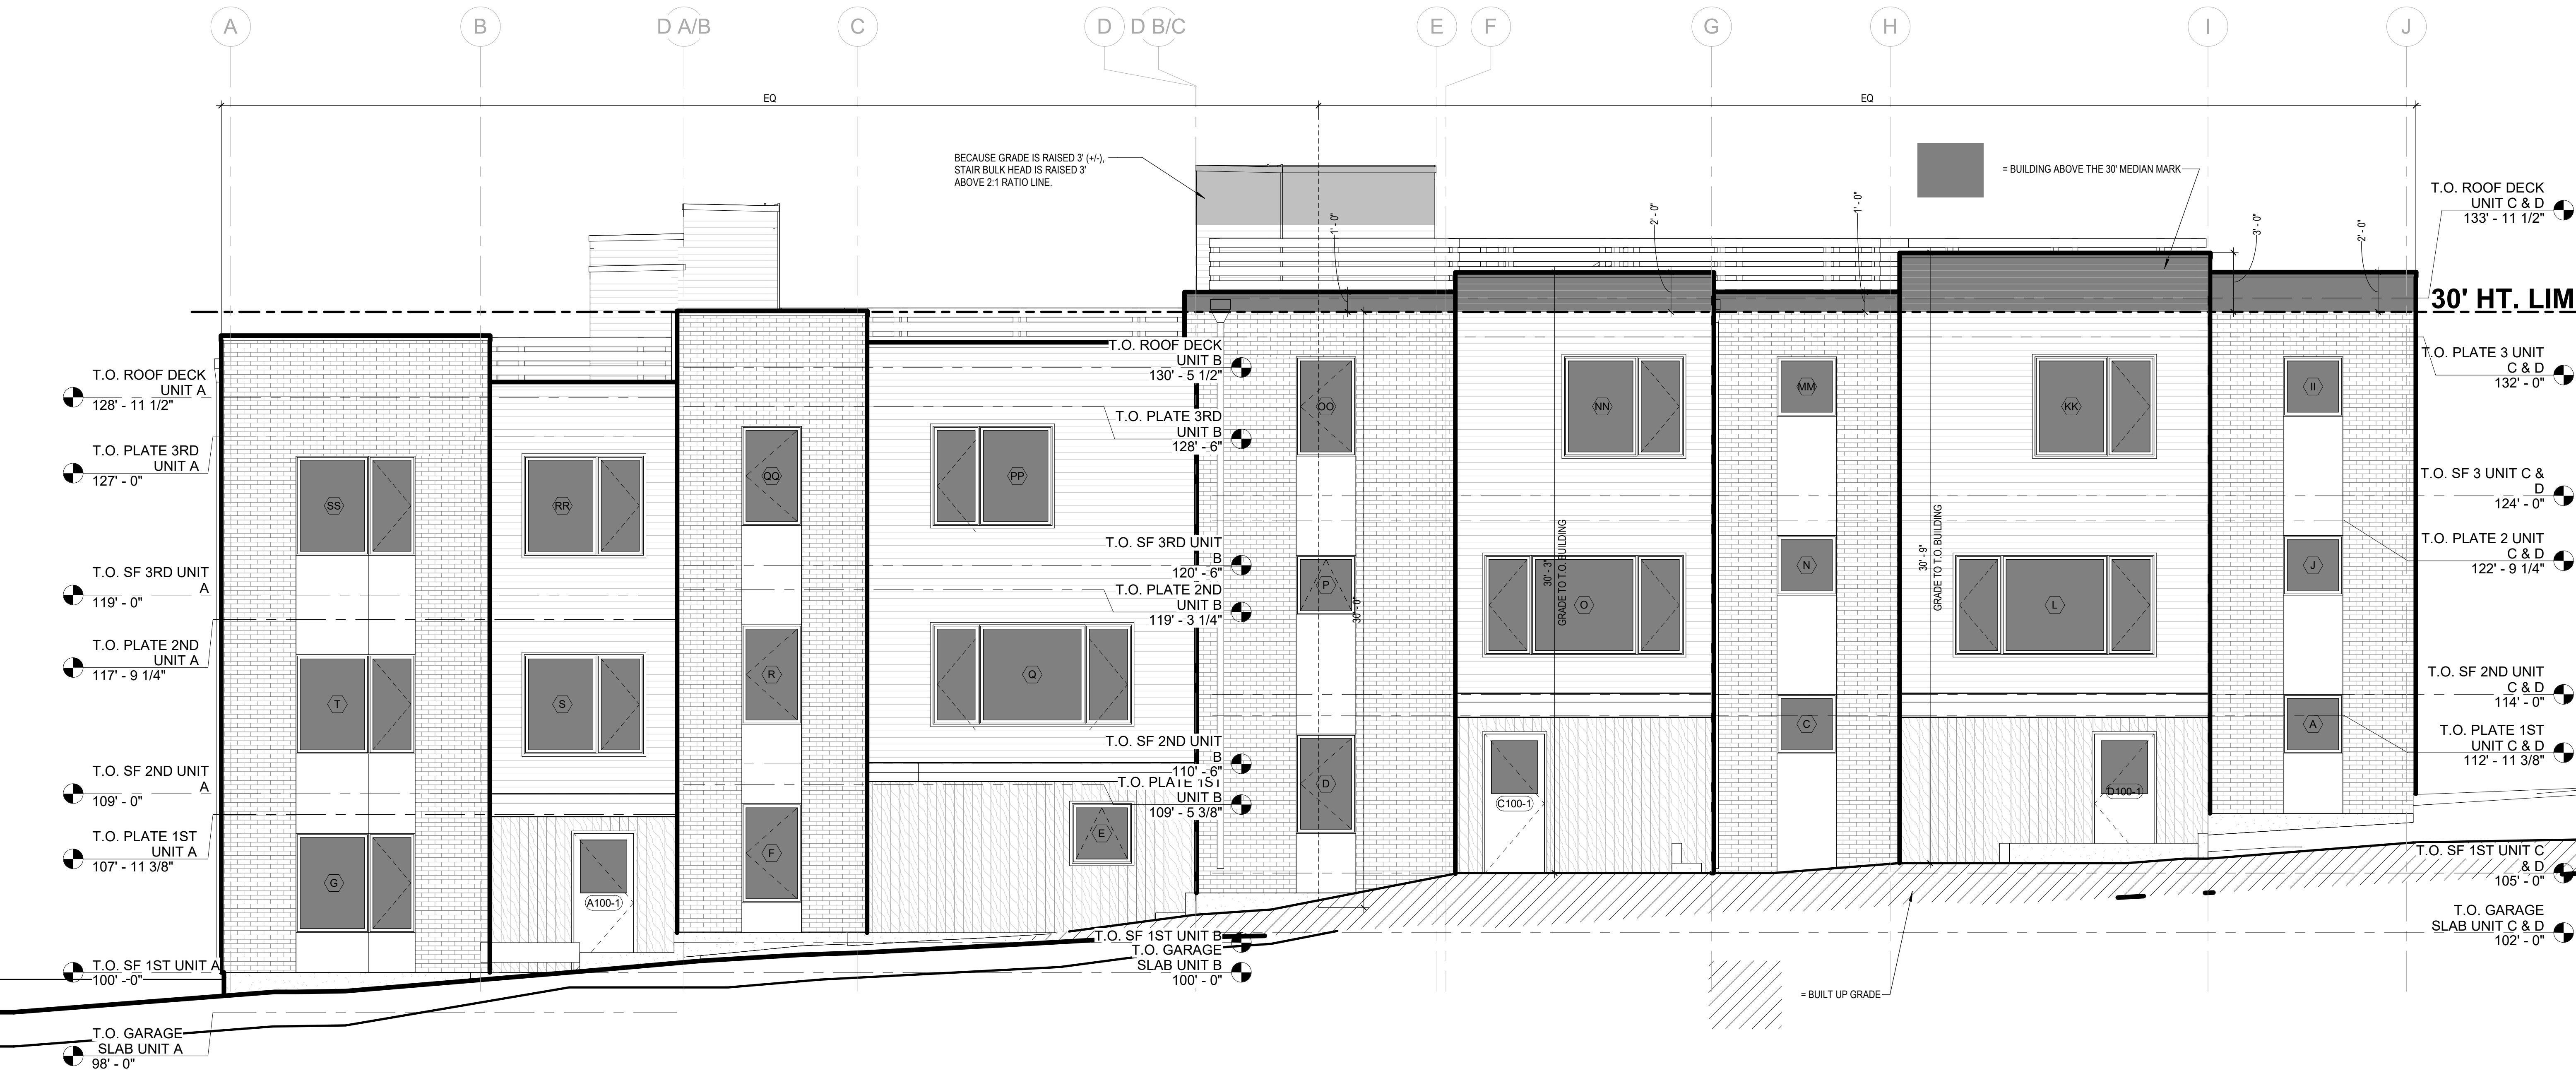 A
B
D A/B
C
D
D B/C
E
F
G
H
I
J
EQ
EQ
BECAUSE GRADE IS RAISED 3' (+/-),
STAIR BULK HEAD IS RAISED 3'
ABOVE 2:1 RATIO LINE.
= BUILDING ABOVE THE 30' MEDIAN MARK
1' - 0"
2' - 0"
1' - 0"
3' - 0"
2' - 0"
T.O. ROOF DECK
UNIT C & D
133' - 11 1/2"
30' HT. LIM
T.O. PLATE 3 UNIT
C & D
132' - 0"
T.O. SF 3 UNIT C &
D
124' - 0"
T.O. PLATE 2 UNIT
C & D
122' - 9 1/4"
T.O. SF 2ND UNIT
C & D
114' - 0"
T.O. PLATE 1ST
UNIT C & D
112' - 11 3/8"
T.O. SF 1ST UNIT C
& D
105' - 0"
T.O. GARAGE
SLAB UNIT C & D
102' - 0"
T.O. ROOF DECK
UNIT A
128' - 11 1/2"
T.O. PLATE 3RD
UNIT A
127' - 0"
T.O. SF 3RD UNIT
A
119' - 0"
T.O. PLATE 2ND
UNIT A
117' - 9 1/4"
T.O. SF 2ND UNIT
A
109' - 0"
T.O. PLATE 1ST
UNIT A
107' - 11 3/8"
T.O. SF 1ST UNIT A
100' - 0"
T.O. GARAGE
SLAB UNIT A
98' - 0"
T.O. ROOF DECK
UNIT B
130' - 5 1/2"
T.O. PLATE 3RD
UNIT B
128' - 6"
T.O. SF 3RD UNIT
B
120' - 6"
T.O. PLATE 2ND
UNIT B
119' - 3 1/4"
T.O. SF 2ND UNIT
B
110' - 6"
T.O. PLATE 1ST
UNIT B
109' - 5 3/8"
T.O. SF 1ST UNIT B
T.O. GARAGE
SLAB UNIT B
100' - 0"
SS
RR
QQ
PP
OO
NN
MM
KK
II
T
S
R
Q
P
O
N
L
J
G
A100-1
F
E
D
C100-1
C
D100-1
A
30' - 0"
30' - 3"
GRADE TO T.O. BUILDING
30' - 9"
GRADE TO T.O. BUILDING
= BUILT UP GRADE